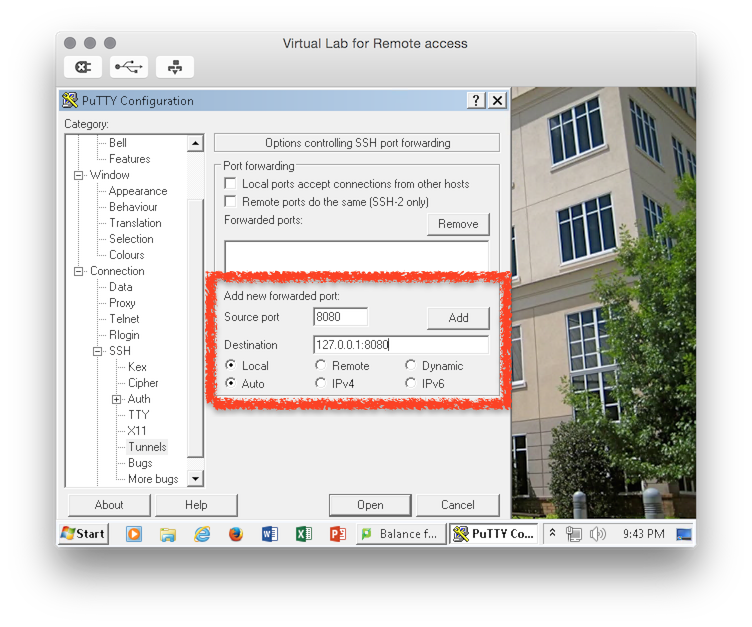 Virtual Lab for Remote access
PuTTY Configuration
Category:
Bell
Features
Window
Appearance
Behaviour
Translation
Selection
Colours
Connection
Data
Proxy
Telnet
Rlogin
SSH
Kex
Cipher
Auth
TTY
X11
Tunnels
Bugs
More bugs
Options controlling SSH port forwarding
Port forwarding
Local ports accept connections from other hosts
Remote ports do the same (SSH-2 only)
Forwarded ports:
Remove
Add new forwarded port:
Source port 8080 Add
Destination 127.0.0.1:8080
Local Remote Dynamic
Auto IPv4 IPv6
About Help Open Cancel
Start Balance f... PuTTY Co... 9:43 PM